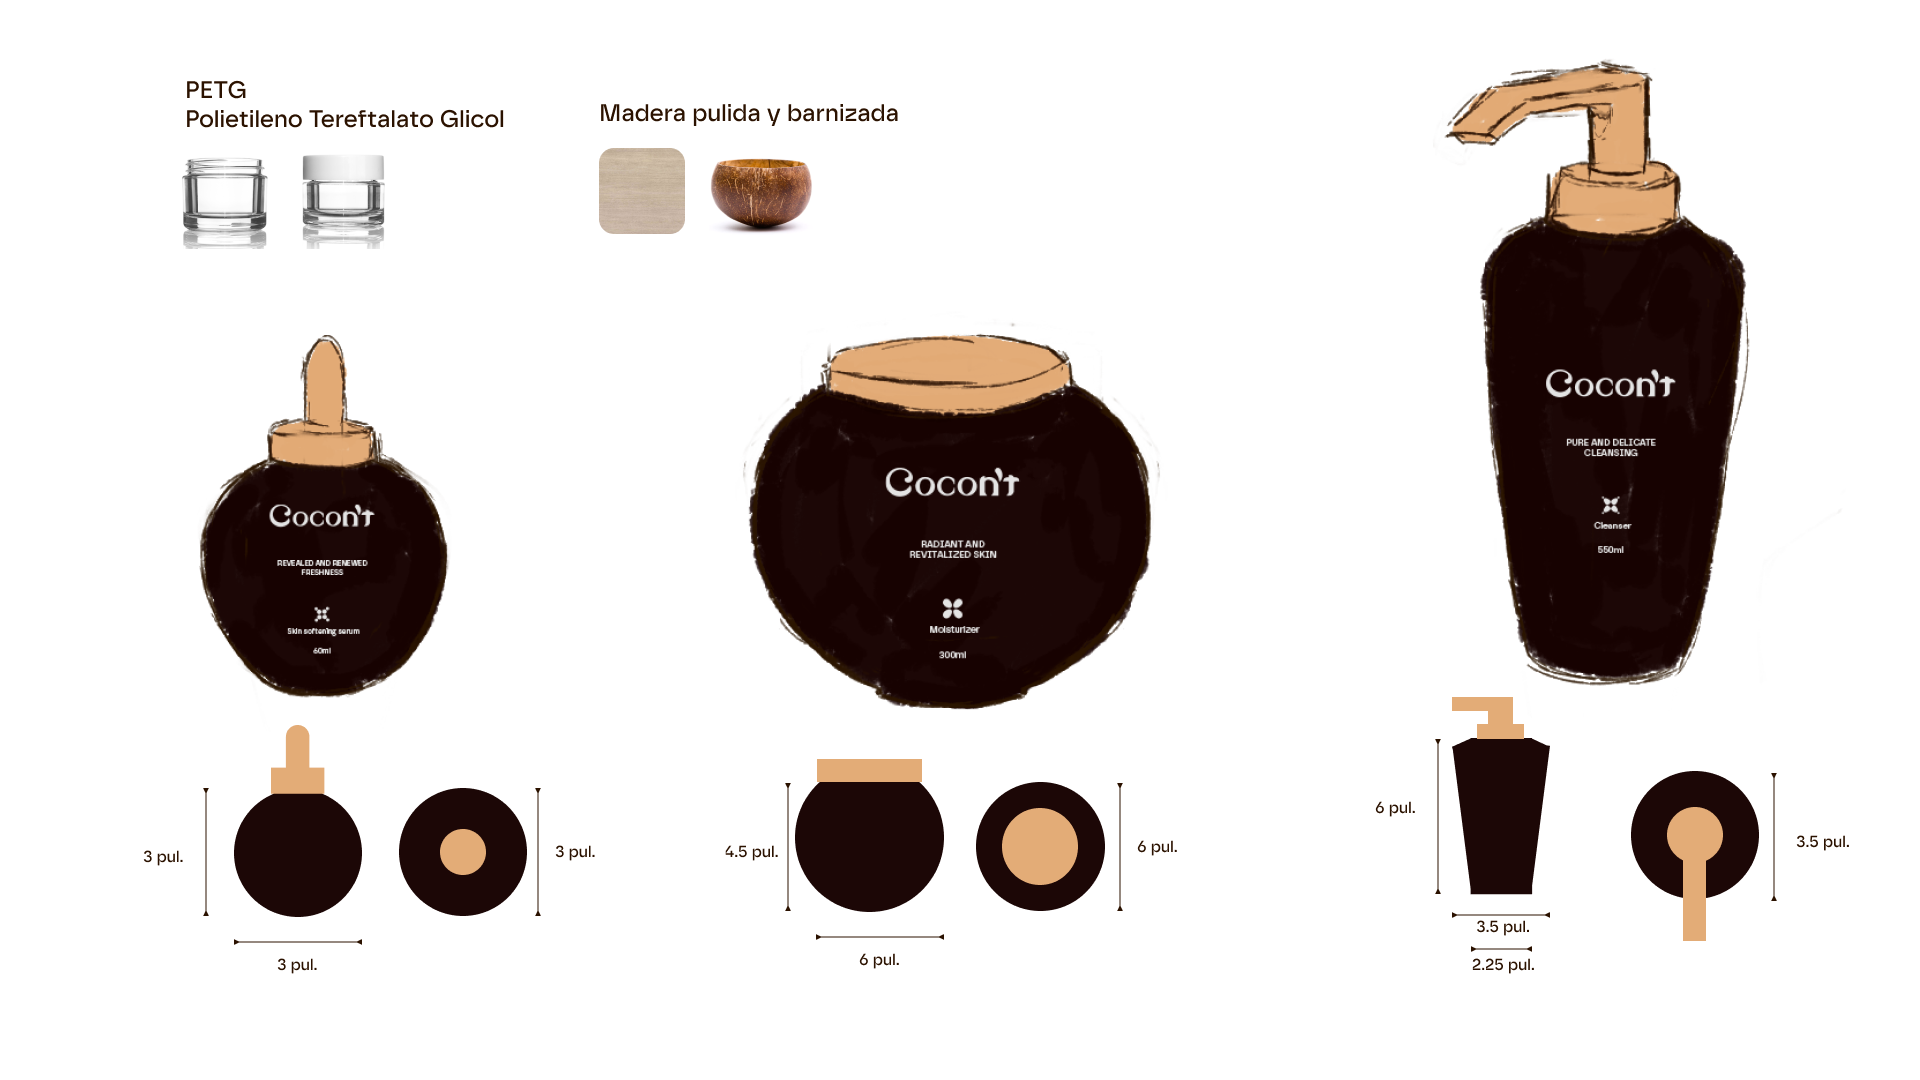 PETG
Polietileno Tereftalato Glicol
Madera pulida y barnizada
Cocon't
REVEALED AND RENEWED
FRESHNESS
Skin softening serum
60ml
Cocon't
RADIANT AND
REVITALIZED SKIN
Moisturizer
300ml
Cocon't
PURE AND DELICATE
CLEANSING
Cleanser
550ml
3 pul.
3 pul.
3 pul.
4.5 pul.
6 pul.
6 pul.
6 pul.
3.5 pul.
3.5 pul.
2.25 pul.